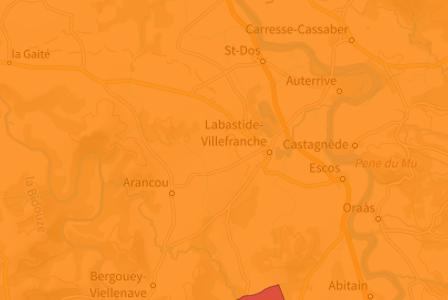 Carresse-Cassaber
St-Dos
la Gaité
Auterrive
Labastide-
Villefranche
Castagnède
Pene du Mu
Escos
Arancou
la Bidouze
Oraàs
Bergouey-
Viellenave
Abitain